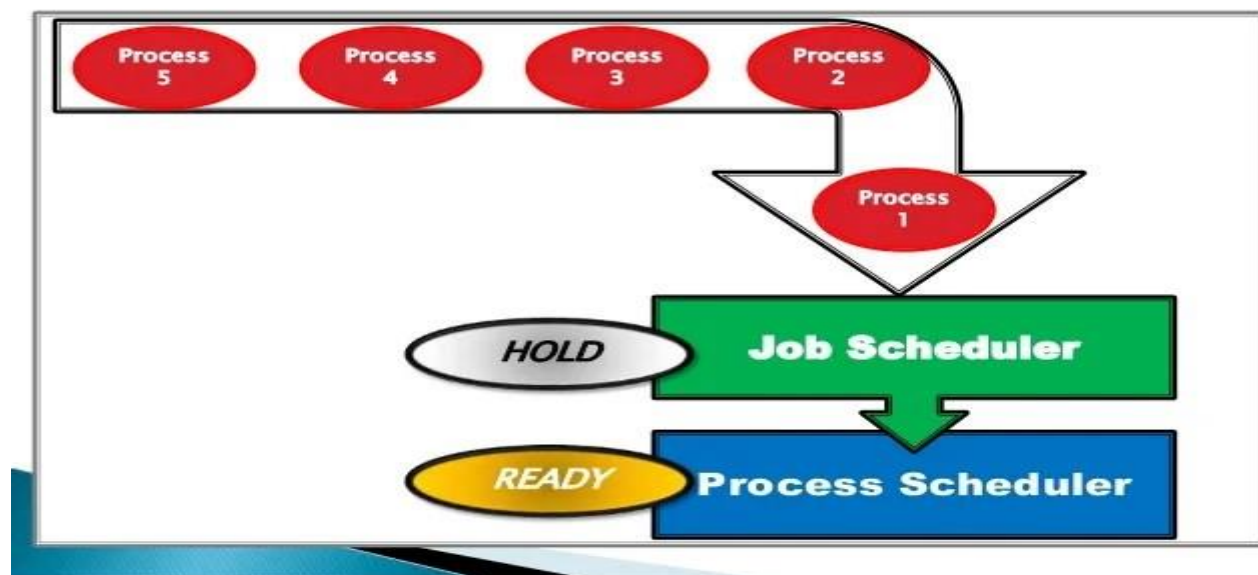 Process
5
Process
4
Process
3
Process
2
Process
1
HOLD
Job Scheduler
READY
Process Scheduler